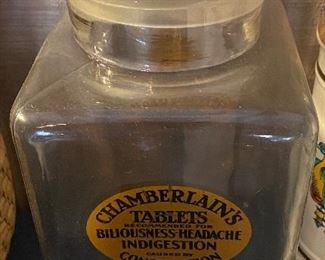 CHAMBERLAIN'S
TABLETS
RECOMMENDED FOR
BILIOUSNESS-HEADACHE
INDIGESTION
CAUSED BY